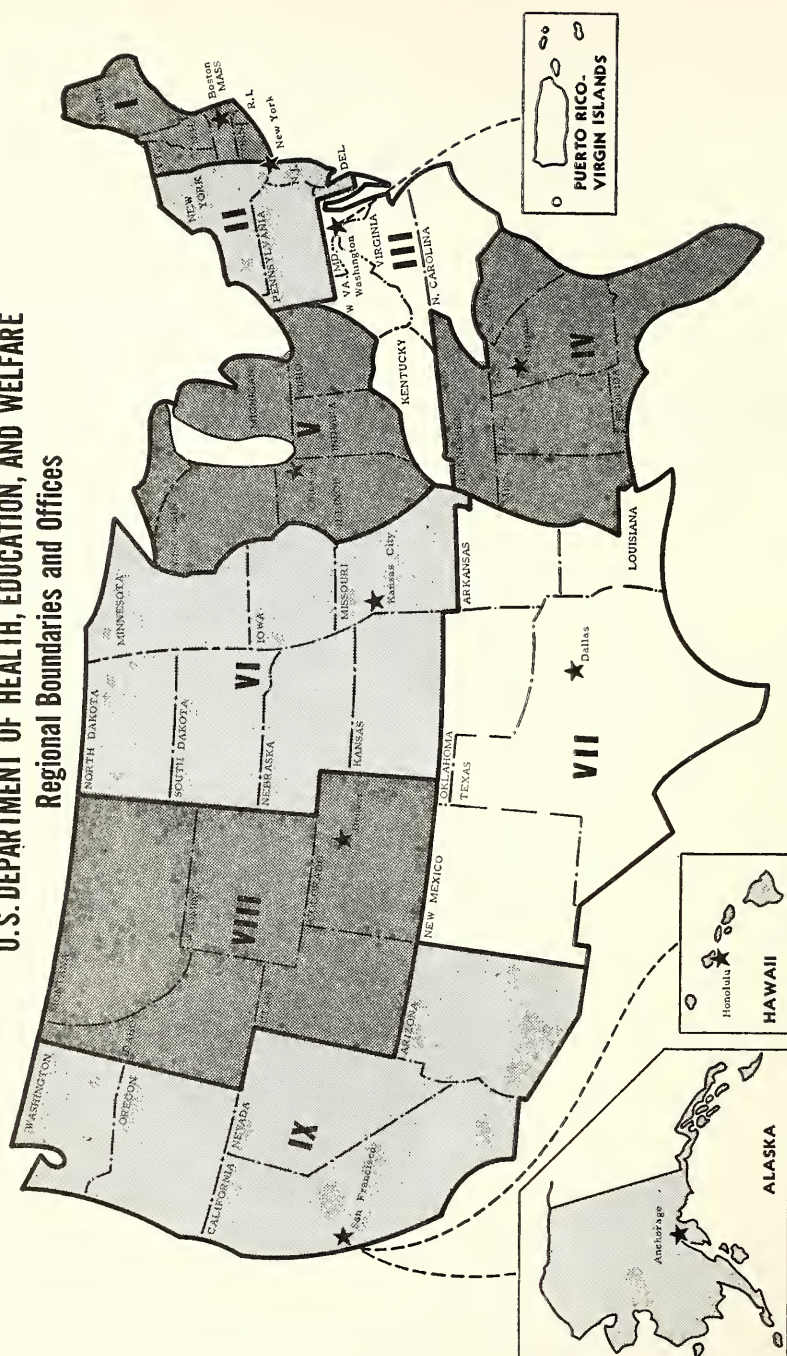 U.S. DEPARTMENT OF HEALTH, EDUCATION, AND WELFARE
Regional Boundaries and Offices
WASHINGTON
OREGON
IDAHO
NEVADA
CALIFORNIA
San Francisco
IX
ARIZONA
VIII
COLORADO
NORTH DAKOTA
SOUTH DAKOTA
NEBRASKA
KANSAS
MINNESOTA
IOWA
MISSOURI
Kansas City
VI
NEW MEXICO
OKLAHOMA
TEXAS
ARKANSAS
LOUISIANA
Dallas
VII
MICHIGAN
OHIO
INDIANA
ILLINOIS
V
KENTUCKY
W VA.
MD.
Washington
VIRGINIA
N. CAROLINA
III
DEL
IV
NEW YORK
PENNSYLVANIA
N.J.
New York
II
MAINE
I
Boston
MASS
R.I.
PUERTO RICO-
VIRGIN ISLANDS
Anchorage
ALASKA
Honolulu
HAWAII